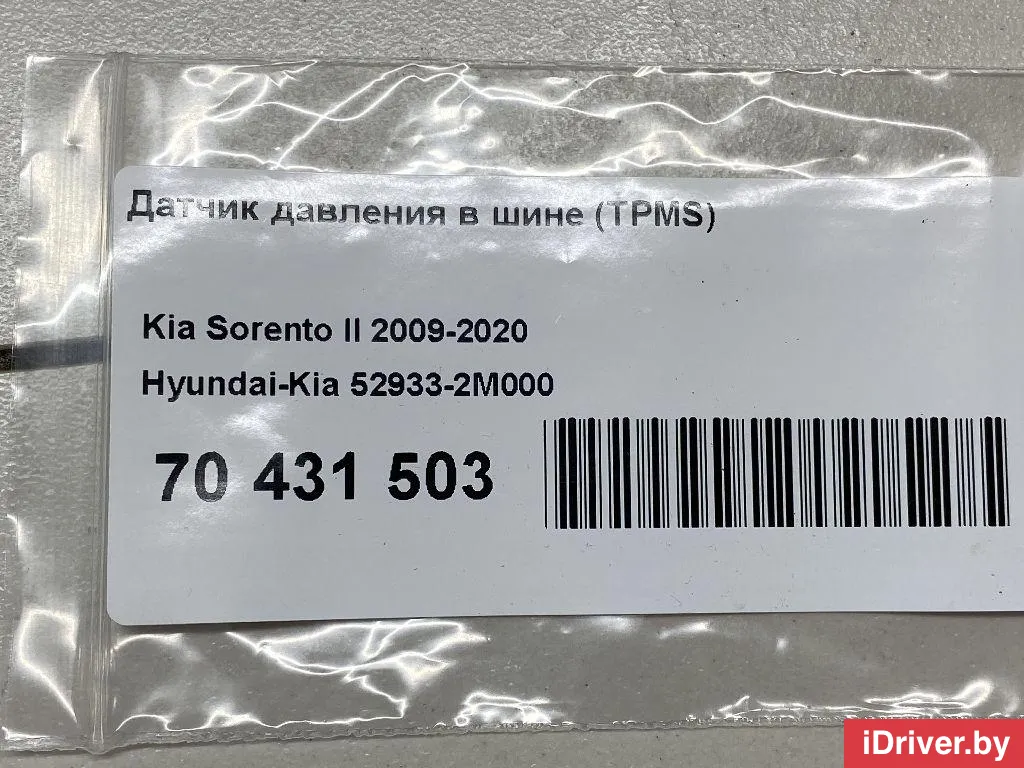 Датчик давления в шине (TPMS)
Kia Sorento II 2009-2020
Hyundai-Kia 52933-2M000
70 431 503
iDriver.by